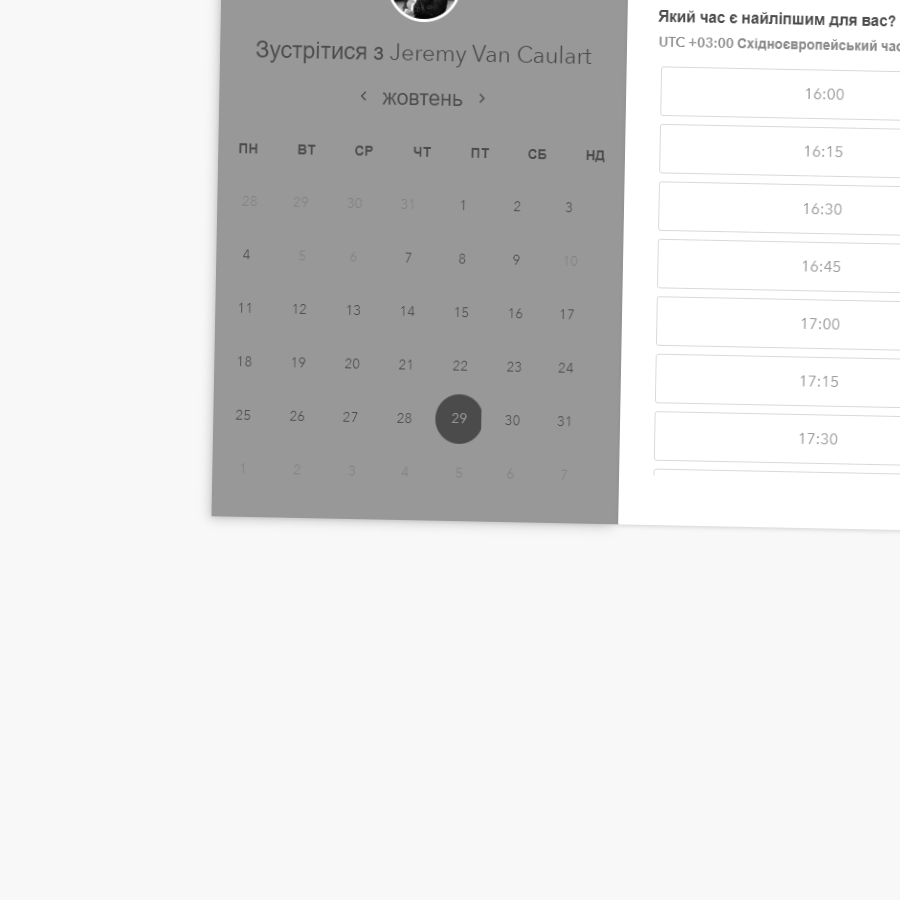 Зустрітися з Jeremy Van Caulart
‹ жовтень ›
ПН ВТ СР ЧТ ПТ СБ НД
28 29 30 31 1 2 3
4 5 6 7 8 9 10
11 12 13 14 15 16 17
18 19 20 21 22 23 24
25 26 27 28 29 30 31
1 2 3 4 5 6 7
Який час є найліпшим для вас?
UTC +03:00 Східноєвропейський час
16:00
16:15
16:30
16:45
17:00
17:15
17:30